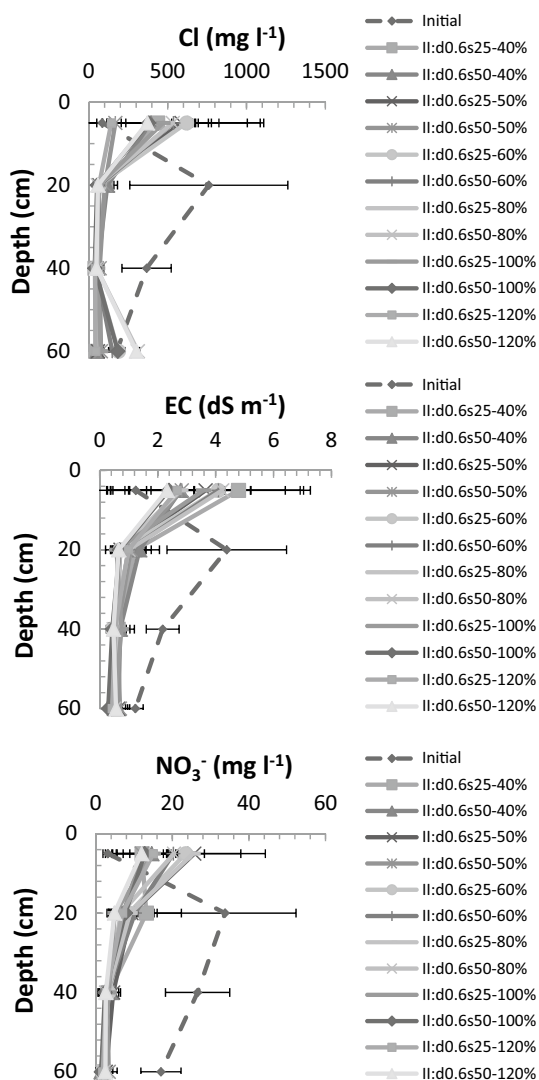 Cl (mg l⁻¹)
0 500 1000 1500
0
20
40
60
Depth (cm)
Initial
II:d0.6s25-40%
II:d0.6s50-40%
II:d0.6s25-50%
II:d0.6s50-50%
II:d0.6s25-60%
II:d0.6s50-60%
II:d0.6s25-80%
II:d0.6s50-80%
II:d0.6s25-100%
II:d0.6s50-100%
II:d0.6s25-120%
II:d0.6s50-120%
EC (dS m⁻¹)
0 2 4 6 8
0
20
40
60
Depth (cm)
Initial
II:d0.6s25-40%
II:d0.6s50-40%
II:d0.6s25-50%
II:d0.6s50-50%
II:d0.6s25-60%
II:d0.6s50-60%
II:d0.6s25-80%
II:d0.6s50-80%
II:d0.6s25-100%
II:d0.6s50-100%
II:d0.6s25-120%
II:d0.6s50-120%
NO₃⁻ (mg l⁻¹)
0 20 40 60
0
20
40
60
Depth (cm)
Initial
II:d0.6s25-40%
II:d0.6s50-40%
II:d0.6s25-50%
II:d0.6s50-50%
II:d0.6s25-60%
II:d0.6s50-60%
II:d0.6s25-80%
II:d0.6s50-80%
II:d0.6s25-100%
II:d0.6s50-100%
II:d0.6s25-120%
II:d0.6s50-120%